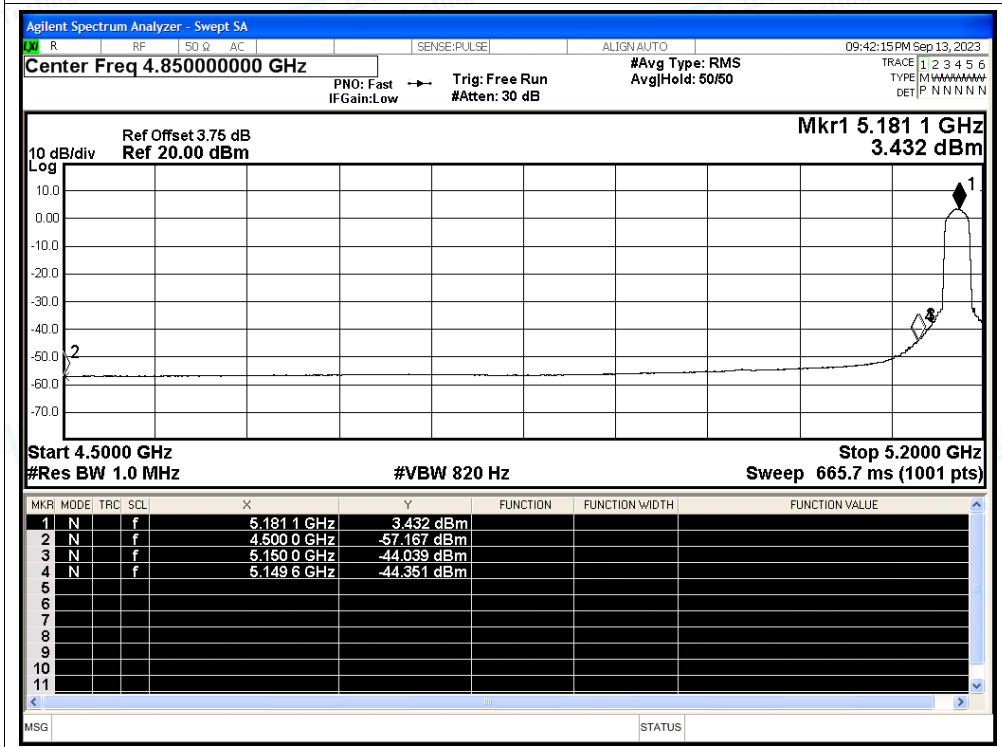 Agilent Spectrum Analyzer - Swept SA
LXI R RF 50 Ω AC SENSE:PULSE ALIGN AUTO 09:42:15 PM Sep 13, 2023
Center Freq 4.850000000 GHz #Avg Type: RMS TRACE 1 2 3 4 5 6
PNO: Fast Trig: Free Run Avg|Hold: 50/50 TYPE M WWWWW
IFGain:Low #Atten: 30 dB DET P N N N N N
Mkr1 5.181 1 GHz
Ref Offset 3.75 dB
10 dB/div Ref 20.00 dBm 3.432 dBm
Log
1
10.0
0.00
-10.0
-20.0
-30.0
-40.0
-50.0 2
-60.0
-70.0
Start 4.5000 GHz Stop 5.2000 GHz
#Res BW 1.0 MHz #VBW 820 Hz Sweep 665.7 ms (1001 pts)
MKR MODE TRC SCL X Y FUNCTION FUNCTION WIDTH FUNCTION VALUE
1 N f 5.181 1 GHz 3.432 dBm
2 N f 4.500 0 GHz -57.167 dBm
3 N f 5.150 0 GHz -44.039 dBm
4 N f 5.149 6 GHz -44.351 dBm
5
6
7
8
9
10
11
MSG STATUS